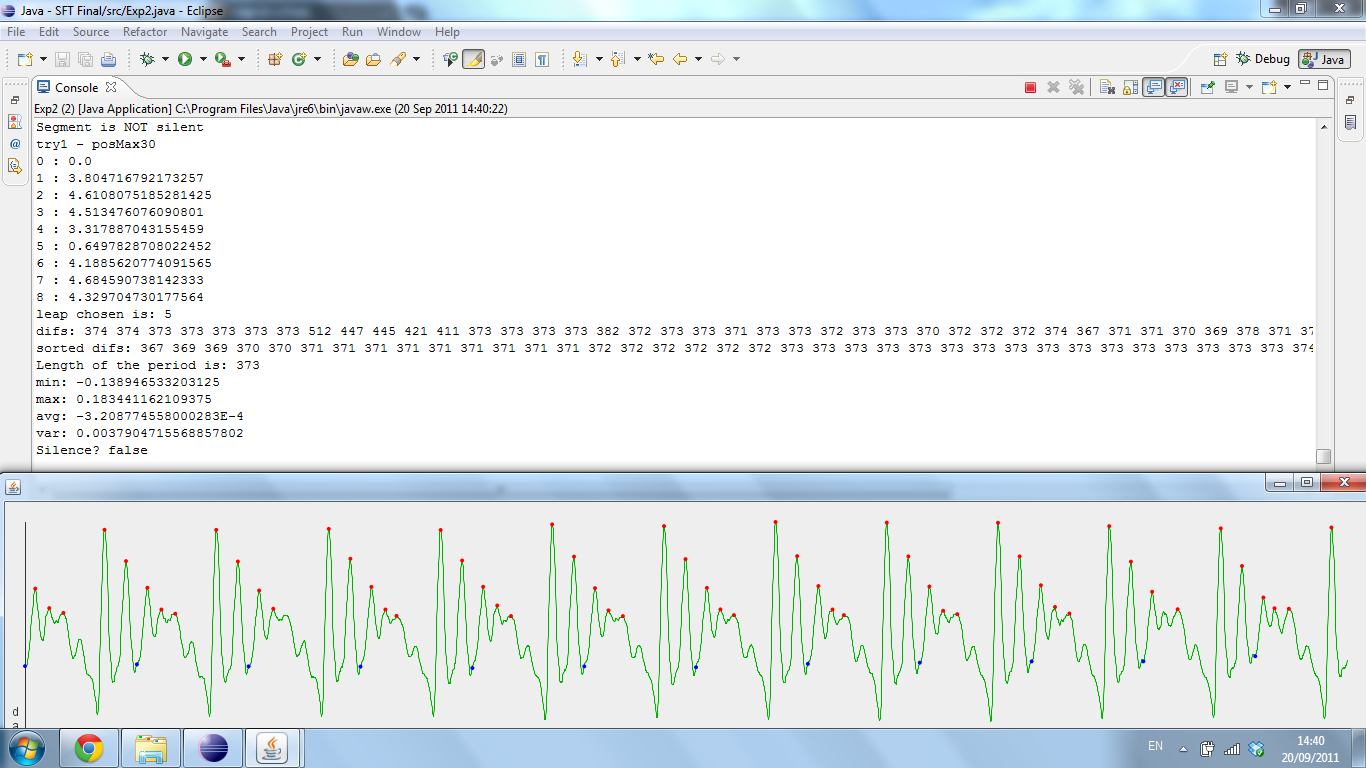 Java - SFT Final/src/Exp2.java - Eclipse
File Edit Source Refactor Navigate Search Project Run Window Help
Debug Java
Console
Exp2 (2) [Java Application] C:\Program Files\Java\jre6\bin\javaw.exe (20 Sep 2011 14:40:22)
Segment is NOT silent
try1 - posMax30
0 : 0.0
1 : 3.804716792173257
2 : 4.6108075185281425
3 : 4.513476076090801
4 : 3.317887043155459
5 : 0.6497828708022452
6 : 4.1885620774091565
7 : 4.684590738142333
8 : 4.329704730177564
leap chosen is: 5
difs: 374 374 373 373 373 373 373 512 447 445 421 411 373 373 373 373 382 372 373 373 371 373 373 372 373 373 370 372 372 372 374 367 371 371 370 369 378 371 37
sorted difs: 367 369 369 370 370 371 371 371 371 371 371 371 371 371 372 372 372 372 372 372 373 373 373 373 373 373 373 373 373 373 373 373 373 373 373 373 374
Length of the period is: 373
min: -0.138946533203125
max: 0.183441162109375
avg: -3.208774558000283E-4
var: 0.0037904715568857802
Silence? false
d
a
EN
14:40
20/09/2011